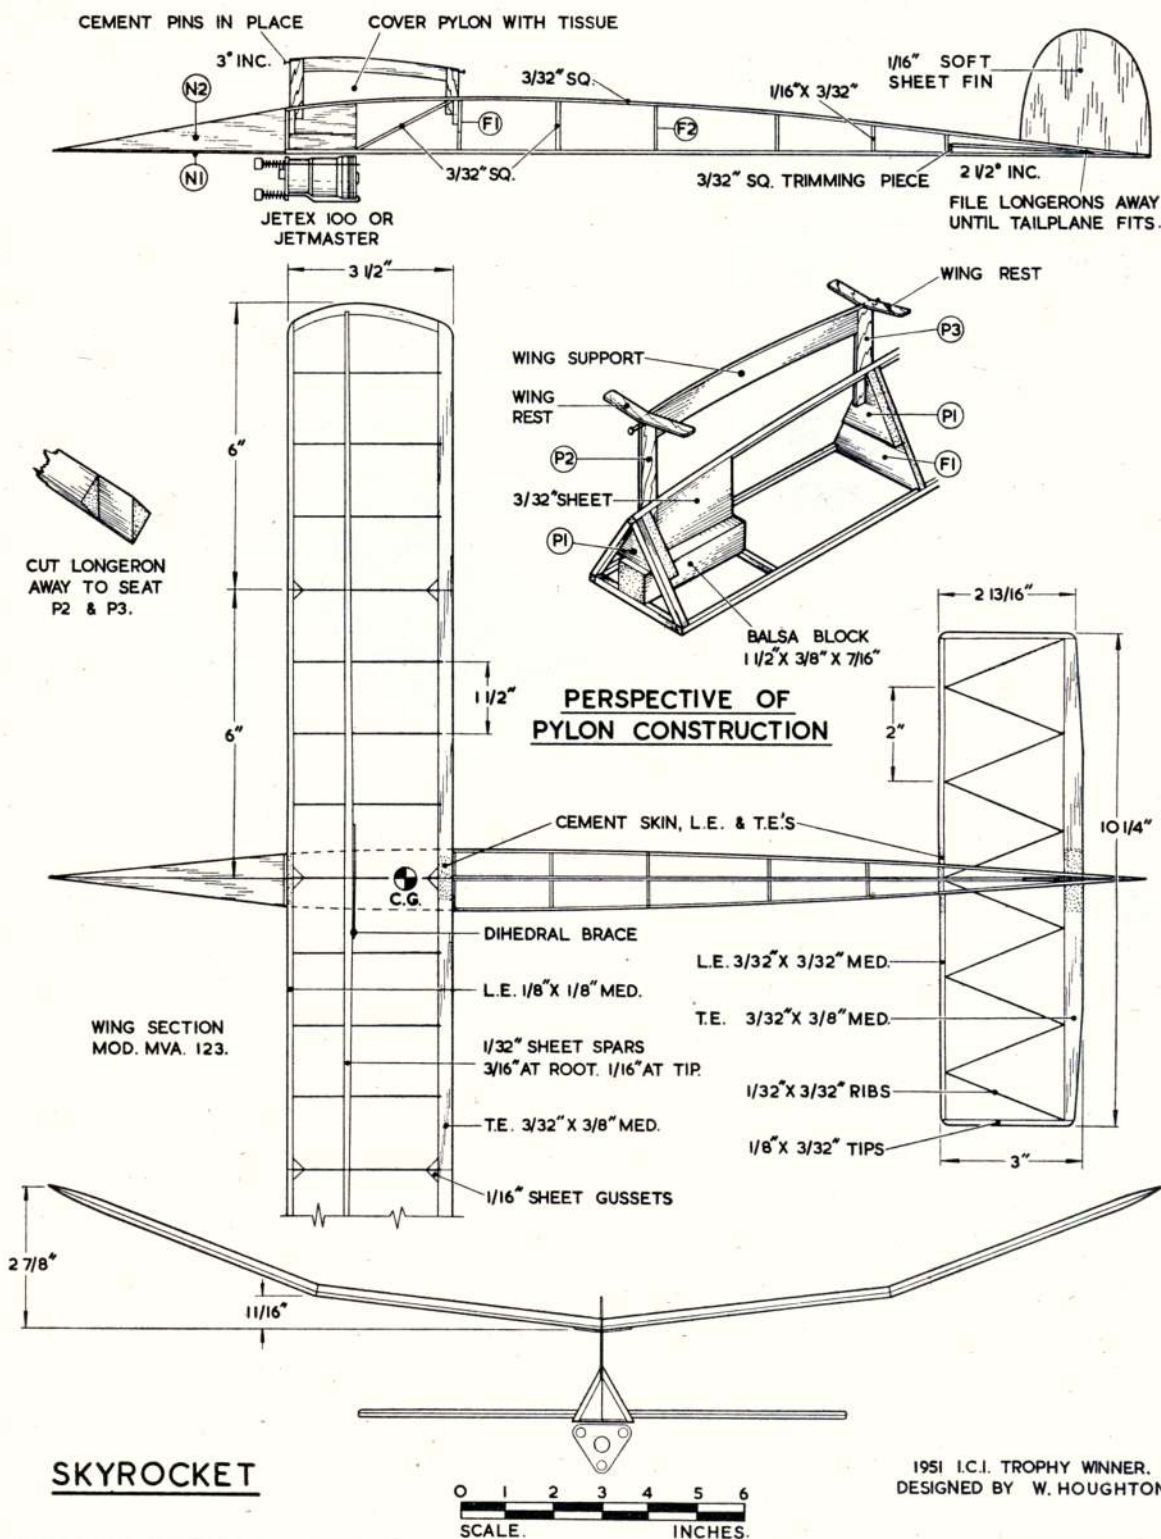 CEMENT PINS IN PLACE
COVER PYLON WITH TISSUE
3° INC.
N2
N1
3/32" SQ.
1/16" SOFT
SHEET FIN
1/16" X 3/32"
F1
F2
3/32" SQ.
3/32" SQ. TRIMMING PIECE
2 1/2° INC.
JETEX 100 OR
JETMASTER
FILE LONGERONS AWAY
UNTIL TAILPLANE FITS.
3 1/2"
WING REST
P3
WING SUPPORT
WING
REST
P1
P2
F1
3/32" SHEET
P1
6"
CUT LONGERON
AWAY TO SEAT
P2 & P3.
BALSA BLOCK
1 1/2" X 3/8" X 7/16"
2 13/16"
1 1/2"
PERSPECTIVE OF
PYLON CONSTRUCTION
2"
6"
CEMENT SKIN, L.E. & T.E.'S
10 1/4"
C.G.
DIHEDRAL BRACE
L.E. 3/32" X 3/32" MED.
L.E. 1/8" X 1/8" MED.
T.E. 3/32" X 3/8" MED.
WING SECTION
MOD. MVA. 123.
1/32" SHEET SPARS
3/16" AT ROOT. 1/16" AT TIP.
1/32" X 3/32" RIBS
T.E. 3/32" X 3/8" MED.
1/8" X 3/32" TIPS
3"
1/16" SHEET GUSSETS
2 7/8"
11/16"
SKYROCKET
0 1 2 3 4 5 6
SCALE. INCHES.
1951 I.C.I. TROPHY WINNER.
DESIGNED BY W. HOUGHTON